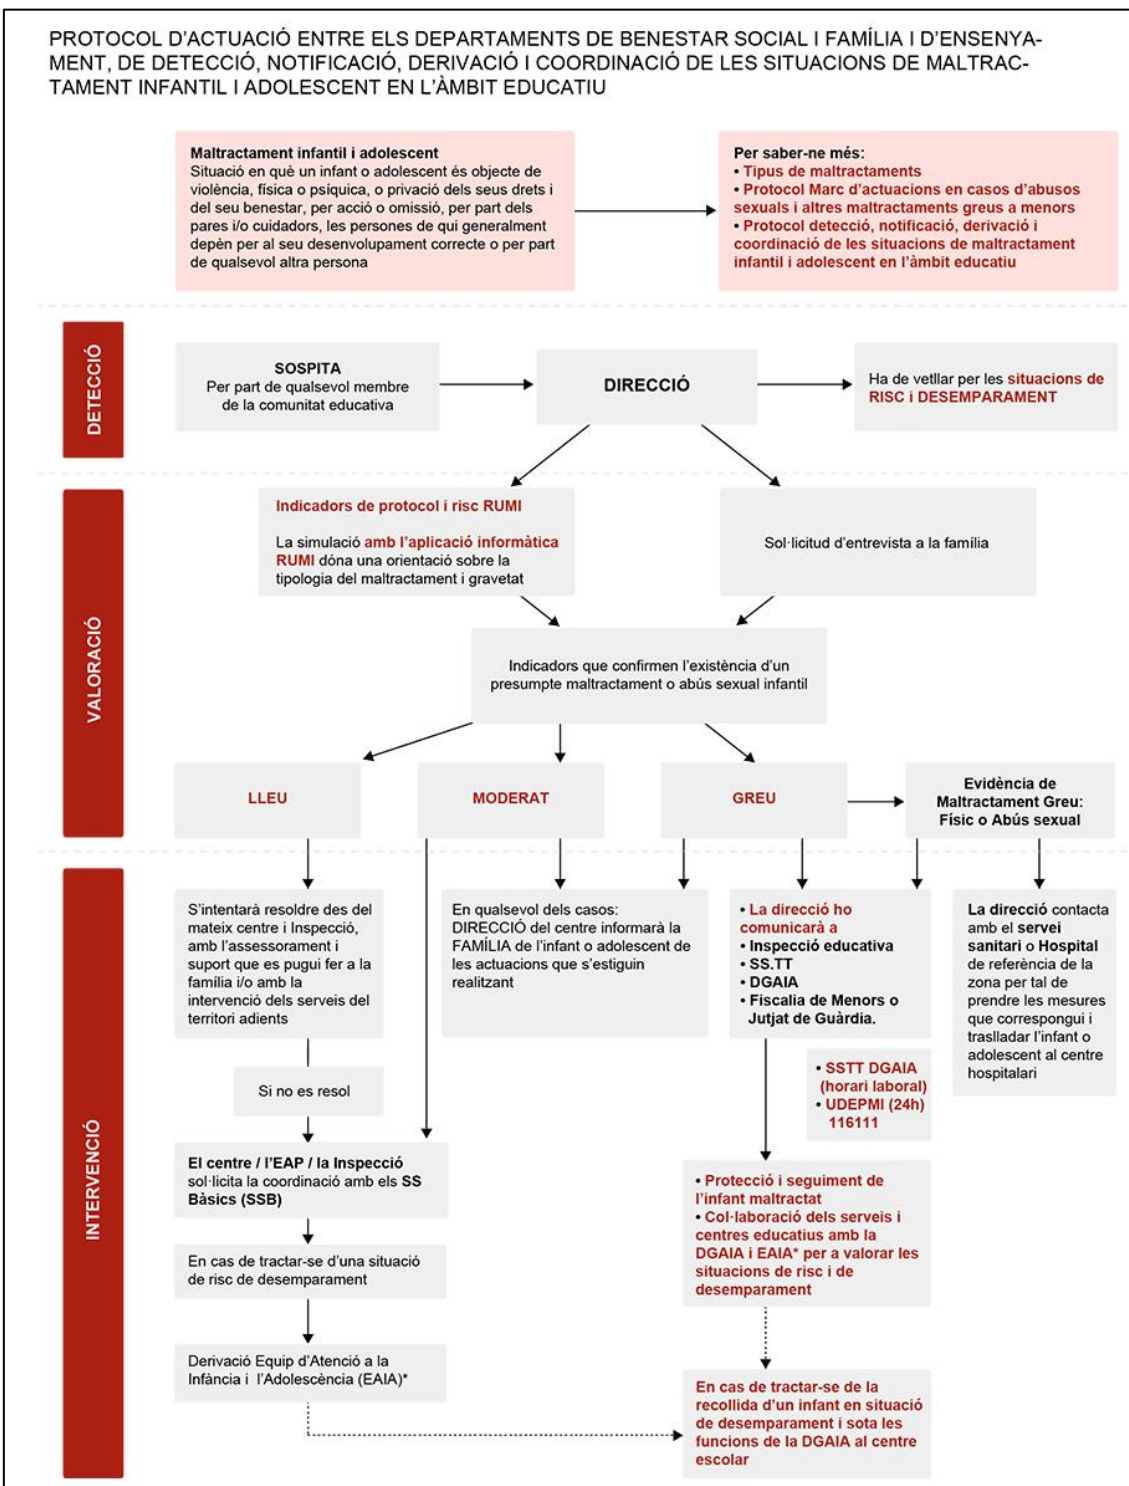 PROTOCOL D'ACTUACIÓ ENTRE ELS DEPARTAMENTS DE BENESTAR SOCIAL I FAMÍLIA I D'ENSENYA-
MENT, DE DETECCIÓ, NOTIFICACIÓ, DERIVACIÓ I COORDINACIÓ DE LES SITUACIONS DE MALTRAC-
TAMENT INFANTIL I ADOLESCENT EN L'ÀMBIT EDUCATIU
Maltractament infantil i adolescent
Situació en què un infant o adolescent és objecte de
violència, física o psíquica, o privació dels seus drets i
del seu benestar, per acció o omissió, per part dels
pares i/o cuidadors, les persones de qui generalment
depèn per al seu desenvolupament correcte o per part
de qualsevol altra persona
Per saber-ne més:
• Tipus de maltractaments
• Protocol Marc d'actuacions en casos d'abusos
sexuals i altres maltractaments greus a menors
• Protocol detecció, notificació, derivació i
coordinació de les situacions de maltractament
infantil i adolescent en l'àmbit educatiu
DETECCIÓ
SOSPITA
Per part de qualsevol membre
de la comunitat educativa
DIRECCIÓ
Ha de vetllar per les situacions de
RISC i DESEMPARAMENT
VALORACIÓ
Indicadors de protocol i risc RUMI
La simulació amb l'aplicació informàtica
RUMI dóna una orientació sobre la
tipologia del maltractament i gravetat
Sol·licitud d'entrevista a la família
Indicadors que confirmen l'existència d'un
presumpte maltractament o abús sexual infantil
LLEU
MODERAT
GREU
Evidència de
Maltractament Greu:
Físic o Abús sexual
INTERVENCIÓ
S'intentarà resoldre des del
mateix centre i Inspecció,
amb l'assessorament i
suport que es pugui fer a la
família i/o amb la
intervenció dels serveis del
territori adients
Si no es resol
El centre / l'EAP / la Inspecció
sol·licita la coordinació amb els SS
Bàsics (SSB)
En cas de tractar-se d'una situació
de risc de desemparament
Derivació Equip d'Atenció a la
Infància i l'Adolescència (EAIA)*
En qualsevol dels casos:
DIRECCIÓ del centre informarà la
FAMÍLIA de l'infant o adolescent de
les actuacions que s'estiguin
realitzant
• La direcció ho
comunicarà a
• Inspecció educativa
• SS.TT
• DGAIA
• Fiscalia de Menors o
Jutjat de Guàrdia.
• SSTT DGAIA
(horari laboral)
• UDEPMI (24h)
116111
• Protecció i seguiment de
l'infant maltractat
• Col·laboració dels serveis i
centres educatius amb la
DGAIA i EAIA* per a valorar les
situacions de risc i de
desemparament
En cas de tractar-se de la
recollida d'un infant en situació
de desemparament i sota les
funcions de la DGAIA al centre
escolar
La direcció contacta
amb el servei
sanitari o Hospital
de referència de la
zona per tal de
prendre les mesures
que correspongui i
traslladar l'infant o
adolescent al centre
hospitalari